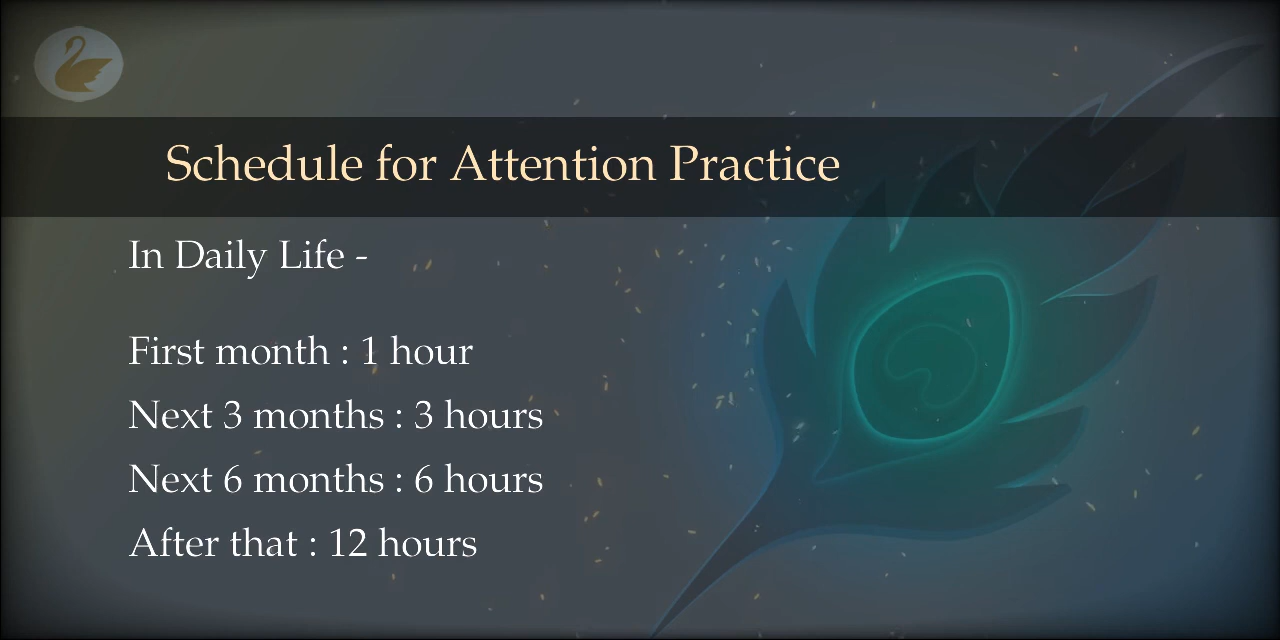 Schedule for Attention Practice
In Daily Life -
First month : 1 hour
Next 3 months : 3 hours
Next 6 months : 6 hours
After that : 12 hours